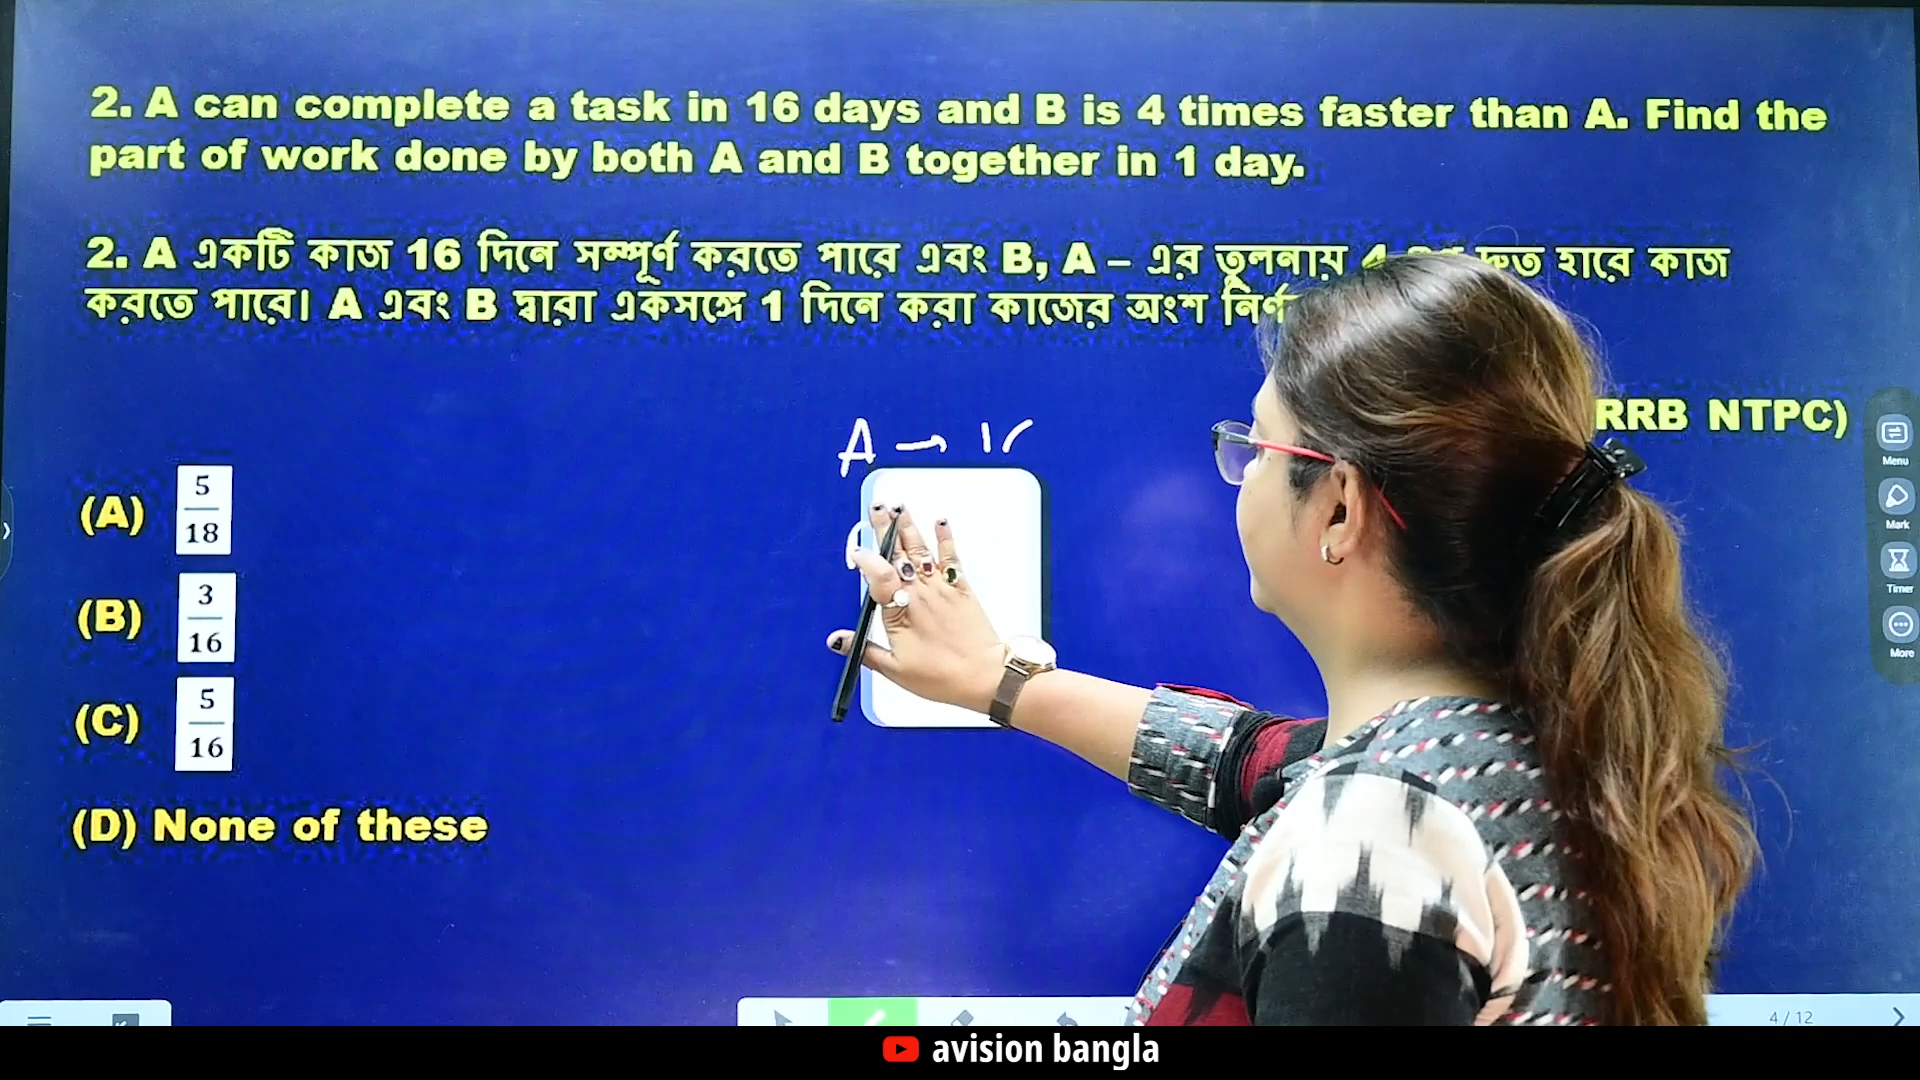 2. A can complete a task in 16 days and B is 4 times faster than A. Find the
part of work done by both A and B together in 1 day.
2. A একটি কাজ 16 দিনে সম্পূর্ণ করতে পারে এবং B, A – এর তুলনায় 4 দ্রুত হারে কাজ
করতে পারে। A এবং B দ্বারা একসঙ্গে 1 দিনে করা কাজের অংশ
RRB NTPC)
A →
(A) 5/18
(B) 3/16
(C) 5/16
(D) None of these
Menu
Mark
Timer
More
4 / 12
avision bangla